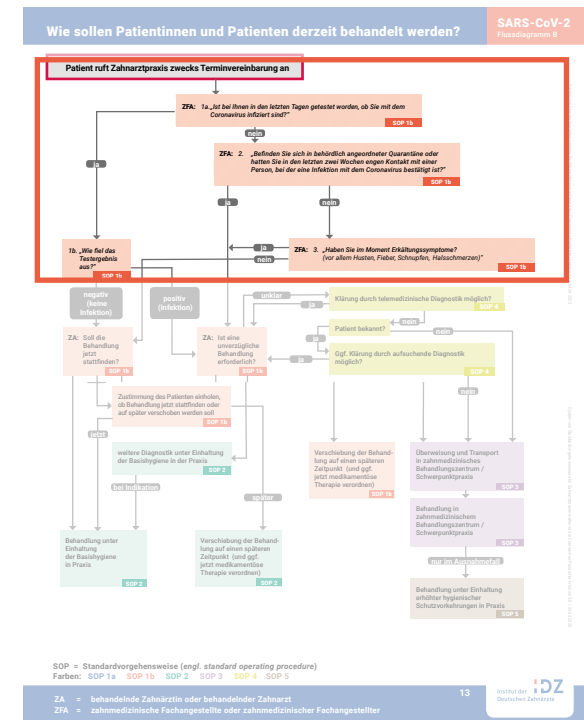 Wie sollen Patientinnen und Patienten derzeit behandelt werden?
SARS-CoV-2
Flussdiagramm B
Patient ruft Zahnarztpraxis zwecks Terminvereinbarung an
ZFA: 1a. „Ist bei Ihnen in den letzten Tagen getestet worden, ob Sie mit dem
Coronavirus infiziert sind?"
SOP 1b
nein
ja
ZFA: 2. „Befinden Sie sich in behördlich angeordneter Quarantäne oder
hatten Sie in den letzten zwei Wochen engen Kontakt mit einer
Person, bei der eine Infektion mit dem Coronavirus bestätigt ist?"
SOP 1b
ja
nein
1b. „Wie fiel das
Testergebnis
aus?"
SOP 1b
ja
nein
ZFA: 3. „Haben Sie im Moment Erkältungssymptome?
(vor allem Husten, Fieber, Schnupfen, Halsschmerzen)"
SOP 1b
negativ
(keine
Infektion)
positiv
(Infektion)
unklar
ja
Klärung durch telemedizinische Diagnostik möglich?
SOP 4
nein
Patient bekannt?
nein
ja
ZA: Soll die
Behandlung
jetzt
stattfinden?
SOP 1b
ZA: Ist eine
unverzügliche
Behandlung
erforderlich?
SOP 1b
ja
Ggf. Klärung durch aufsuchende Diagnostik
möglich?
SOP 4
nein
Zustimmung des Patienten einholen,
ob Behandlung jetzt stattfinden oder
auf später verschoben werden soll
SOP 1b
jetzt
weitere Diagnostik unter Einhaltung
der Basishygiene in der Praxis
SOP 2
bei Indikation
später
Verschiebung der Behand-
lung auf einen späteren
Zeitpunkt (und ggf.
jetzt medikamentöse
Therapie verordnen)
SOP 1b
Überweisung und Transport
in zahnmedizinisches
Behandlungszentrum /
Schwerpunktpraxis
SOP 3
Behandlung in
zahnmedizinischem
Behandlungszentrum /
Schwerpunktpraxis
SOP 3
nur im Ausnahmefall
Behandlung unter
Einhaltung
der Basishygiene
in Praxis
SOP 2
Verschiebung der Behand-
lung auf einen späteren
Zeitpunkt (und ggf.
jetzt medikamentöse
Therapie verordnen)
SOP 2
Behandlung unter Einhaltung
erhöhter hygienischer
Schutzvorkehrungen in Praxis
SOP 5
SOP = Standardvorgehensweise (engl. standard operating procedure)
Farben: SOP 1a SOP 1b SOP 2 SOP 3 SOP 4 SOP 5
ZA = behandelnde Zahnärztin oder behandelnder Zahnarzt
ZFA = zahnmedizinische Fachangestellte oder zahnmedizinischer Fachangestellter
13
Institut der
Deutschen Zahnärzte
IDZ